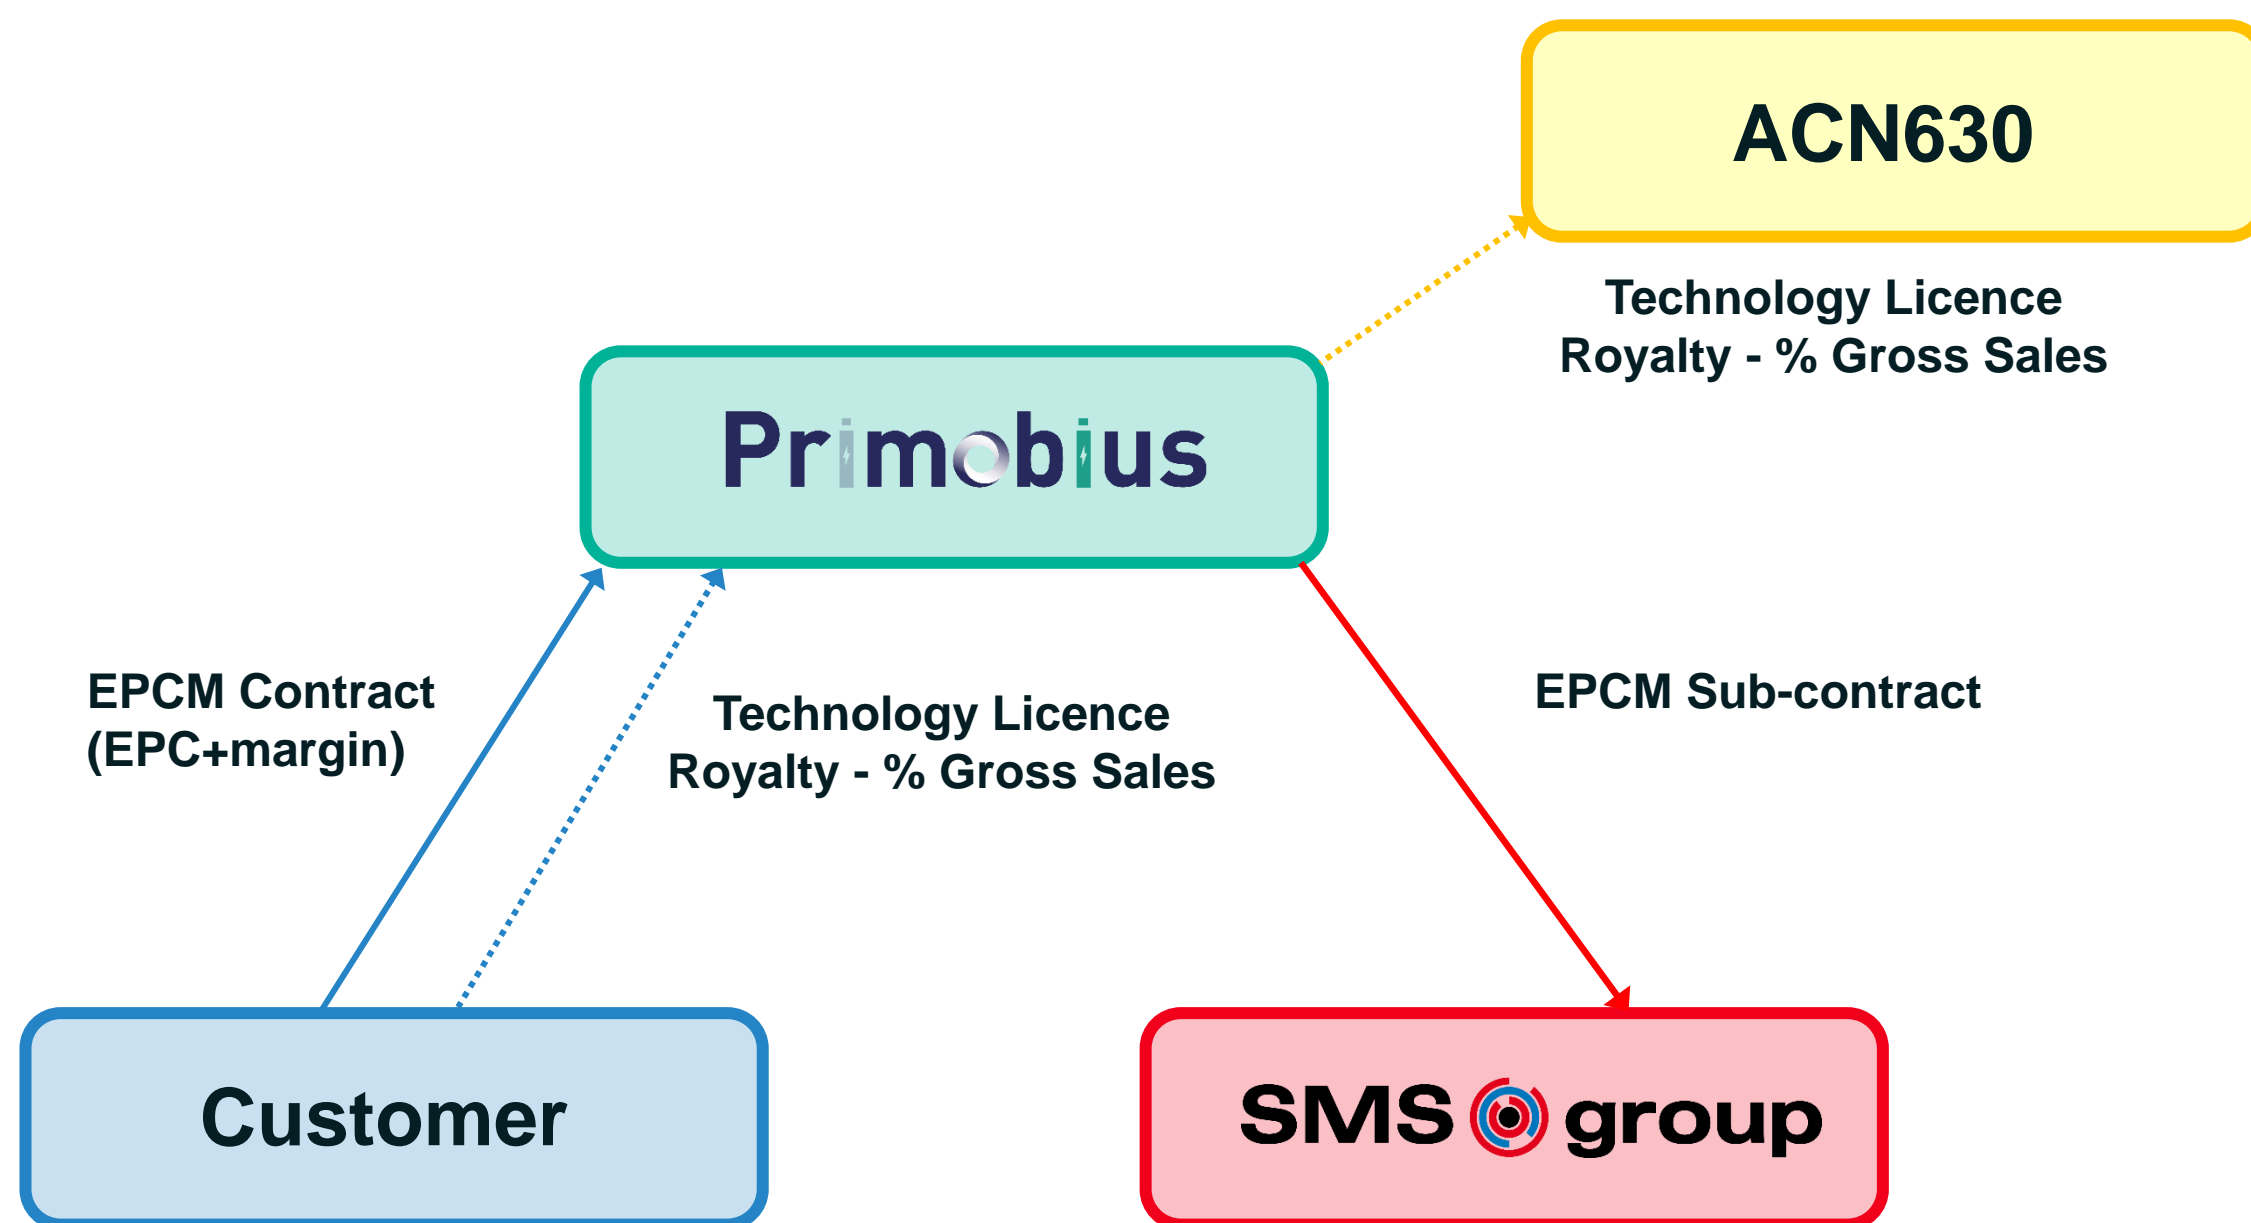 ACN630
Technology Licence
Royalty - % Gross Sales
Primobius
EPCM Contract
(EPC+margin)
Technology Licence
Royalty - % Gross Sales
EPCM Sub-contract
Customer
SMS group